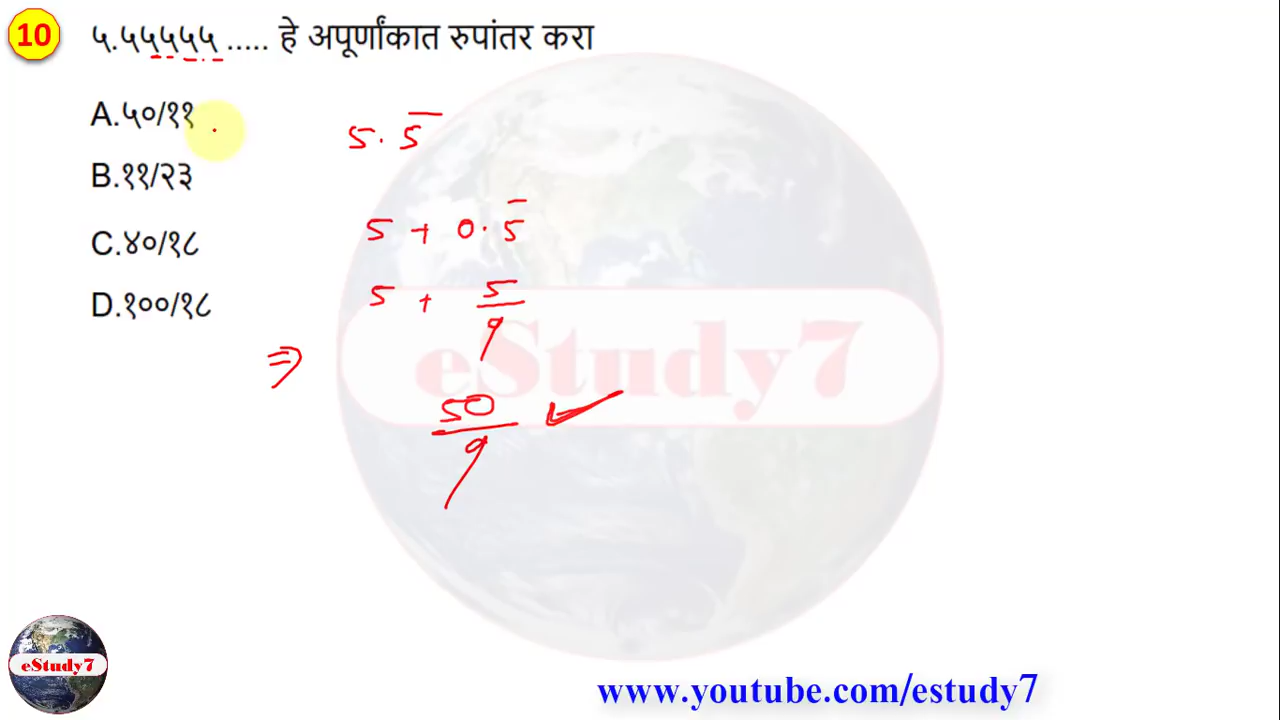 10 ५.५५५५५ ..... हे अपूर्णांकात रुपांतर करा
A.५०/११
B.११/२३
C.४०/१८
D.१००/१८
5.5̅
5 + 0.5̅
5 + 5/9
⇒
50/9 ✓
eStudy7
eStudy7
www.youtube.com/estudy7